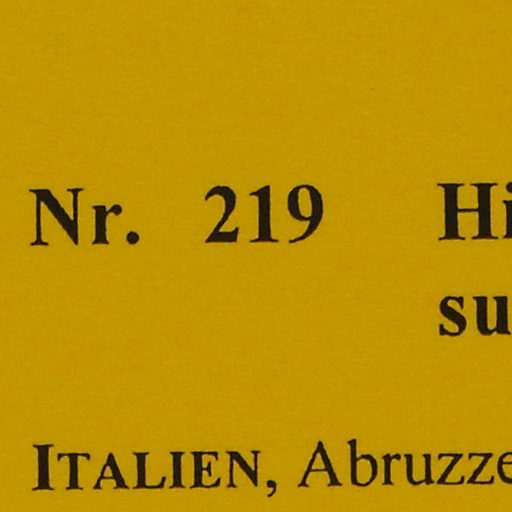 Nr. 219 Hi
su
ITALIEN, Abruzze